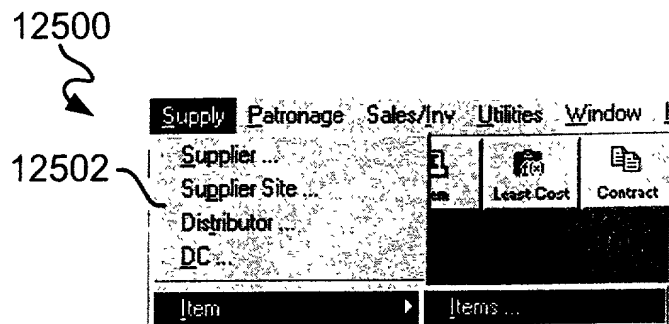 12500
Supply Patronage Sales/Inv Utilities Window
12502
Supplier ...
Supplier Site ...
Distributor ...
DC ...
Least Cost
Contract
Item
Items ...